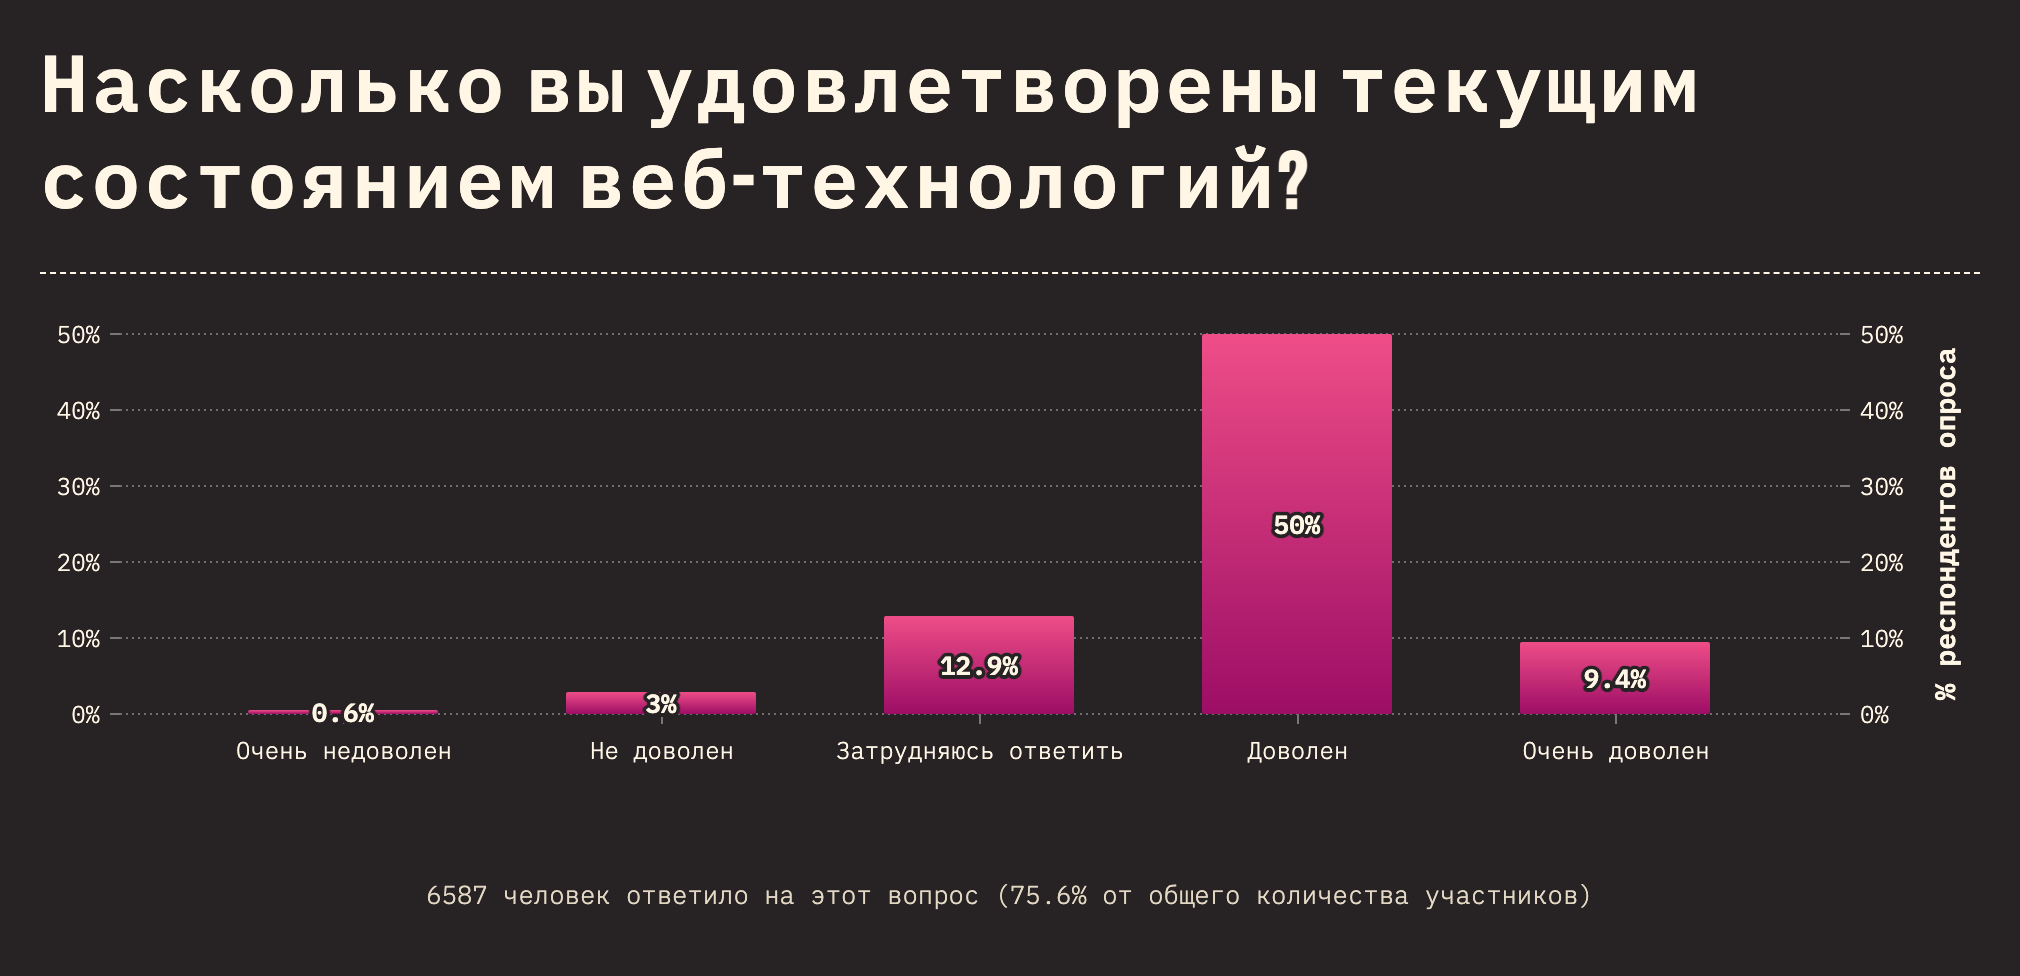 Насколько вы удовлетворены текущим
состоянием веб-технологий?
50%
40%
30%
20%
10%
0%
50%
40%
30%
20%
10%
0%
% респондентов опроса
0.6%
3%
12.9%
50%
9.4%
Очень недоволен
Не доволен
Затрудняюсь ответить
Доволен
Очень доволен
6587 человек ответило на этот вопрос (75.6% от общего количества участников)